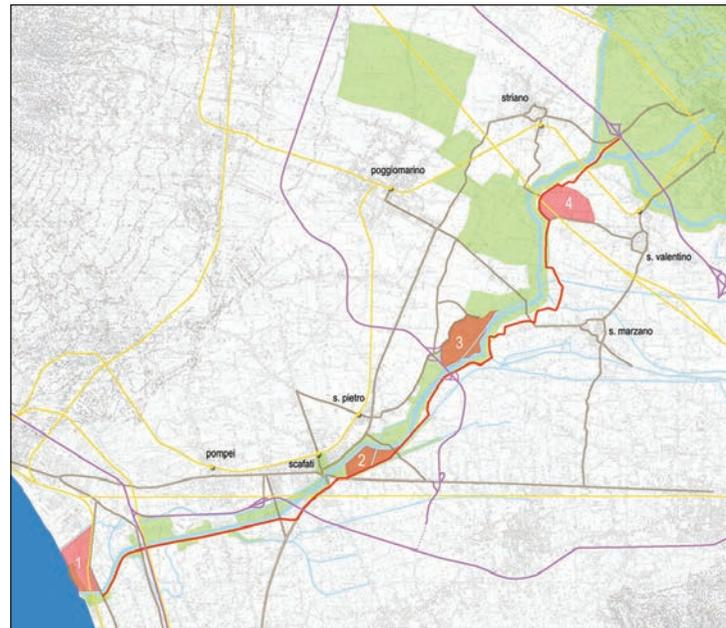 striano
poggiomarino
4
s. valentino
s. marzano
3
s. pietro
2
pompei
scafati
1